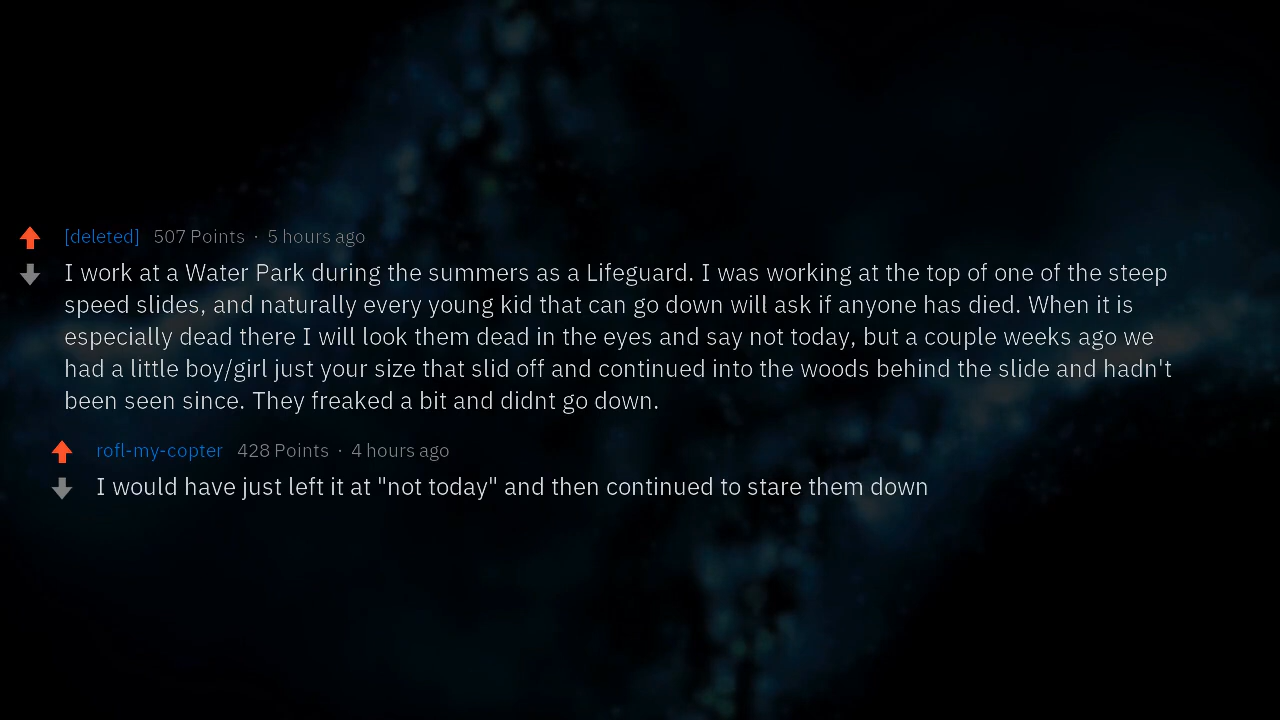 [deleted] 507 Points · 5 hours ago
I work at a Water Park during the summers as a Lifeguard. I was working at the top of one of the steep
speed slides, and naturally every young kid that can go down will ask if anyone has died. When it is
especially dead there I will look them dead in the eyes and say not today, but a couple weeks ago we
had a little boy/girl just your size that slid off and continued into the woods behind the slide and hadn't
been seen since. They freaked a bit and didnt go down.
rofl-my-copter 428 Points · 4 hours ago
I would have just left it at "not today" and then continued to stare them down